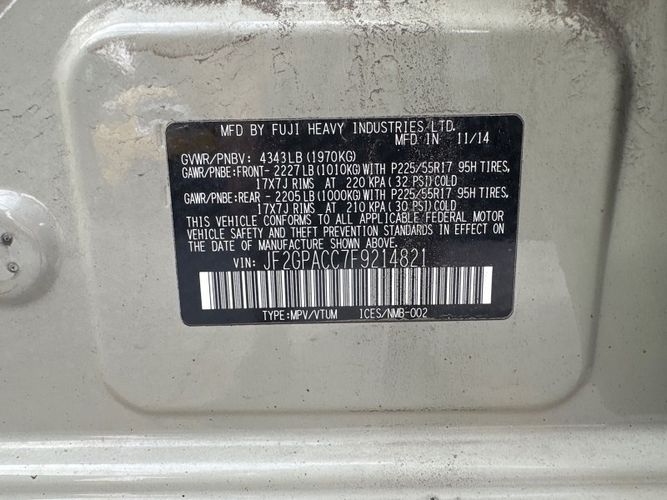 MFD BY FUJI HEAVY INDUSTRIES LTD.
MFD IN 11/14
GVWR/PNBV: 4343LB (1970KG)
GAWR/PNBE:FRONT- 2227LB (1010KG)WITH P225/55R17 95H TIRES,
17X7J RIMS AT 220KPA(32 PSI)COLD
GAWR/PNBE:REAR - 2205LB (1000KG)WITH P225/55R17 95H TIRES,
17X7J RIMS AT 210KPA(30 PSI)COLD
THIS VEHICLE CONFORMS TO ALL APPLICABLE FEDERAL MOTOR
VEHICLE SAFETY AND THEFT PREVENTION STANDARDS IN EFFECT ON
THE DATE OF MANUFACTURE SHOWN ABOVE.
VIN: JF2GPACC7F9214821
TYPE:MPV/VTUM ICES/NMB-002